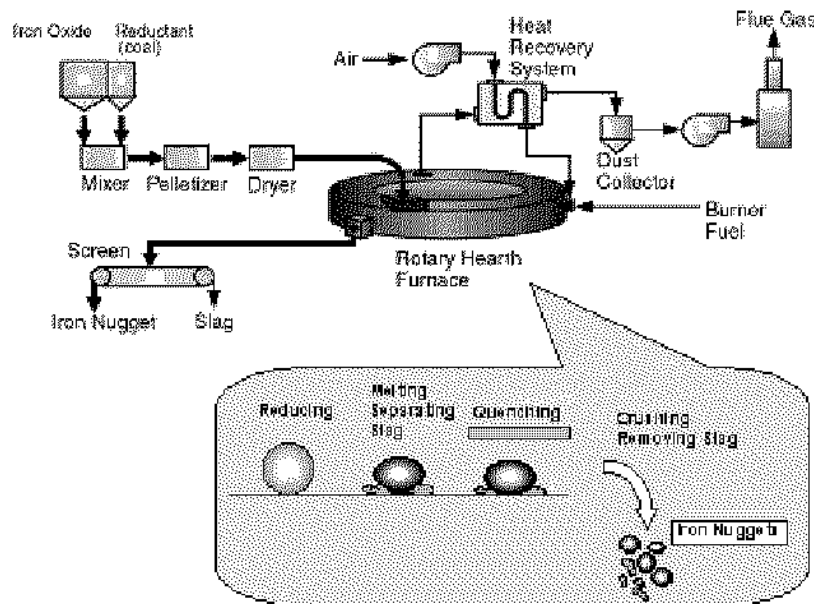 Iron Oxide
Reductant
(coal)
Mixer
Pelletizer
Dryer
Air
Heat
Recovery
System
Flue Gas
Dust
Collector
Burner
Fuel
Rotary Hearth
Furnace
Screen
Iron Nugget
Slag
Reducing
Melting
Separating
Slag
Quenching
Crushing
Removing Slag
Iron Nuggets